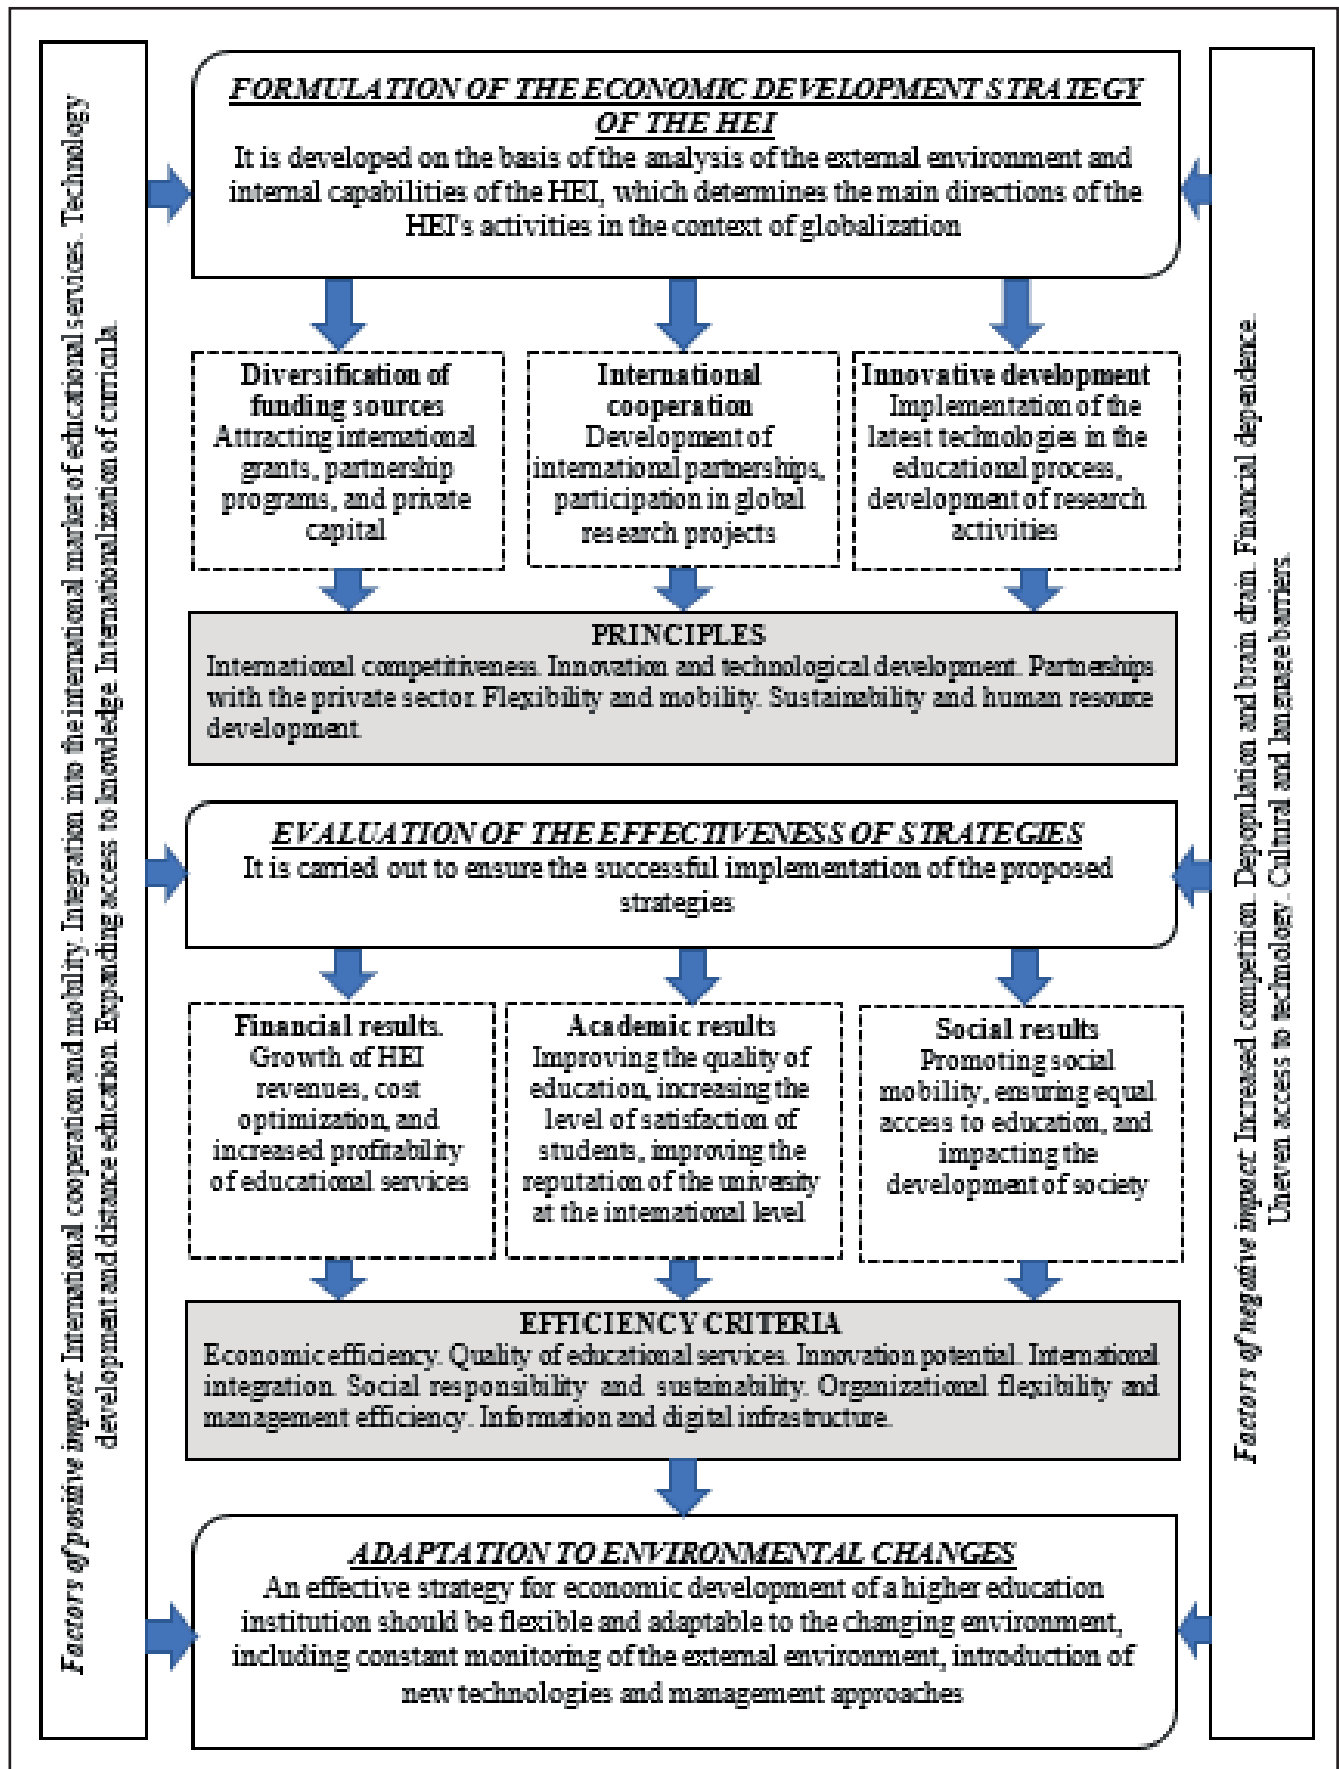 Factors of positive impact. International cooperation and mobility. Integration into the international market of educational services. Technology
development and distance education. Expanding access to knowledge. Internationalization of curricula.
FORMULATION OF THE ECONOMIC DEVELOPMENT STRATEGY
OF THE HEI
It is developed on the basis of the analysis of the external environment and
internal capabilities of the HEI, which determines the main directions of the
HEI's activities in the context of globalization
Diversification of
funding sources
Attracting international
grants, partnership
programs, and private
capital
International
cooperation
Development of
international partnerships,
participation in global
research projects
Innovative development
Implementation of the
latest technologies in the
educational process,
development of research
activities
PRINCIPLES
International competitiveness. Innovation and technological development. Partnerships
with the private sector. Flexibility and mobility. Sustainability and human resource
development.
EVALUATION OF THE EFFECTIVENESS OF STRATEGIES
It is carried out to ensure the successful implementation of the proposed
strategies
Financial results.
Growth of HEI
revenues, cost
optimization, and
increased profitability
of educational services
Academic results
Improving the quality of
education, increasing the
level of satisfaction of
students, improving the
reputation of the university
at the international level
Social results
Promoting social
mobility, ensuring equal
access to education, and
impacting the
development of society
EFFICIENCY CRITERIA
Economic efficiency. Quality of educational services. Innovation potential. International
integration. Social responsibility and sustainability. Organizational flexibility and
management efficiency. Information and digital infrastructure.
ADAPTATION TO ENVIRONMENTAL CHANGES
An effective strategy for economic development of a higher education
institution should be flexible and adaptable to the changing environment,
including constant monitoring of the external environment, introduction of
new technologies and management approaches
Factors of negative impact. Increased competition. Depopulation and brain drain. Financial dependence.
Uneven access to technology. Cultural and language barriers.